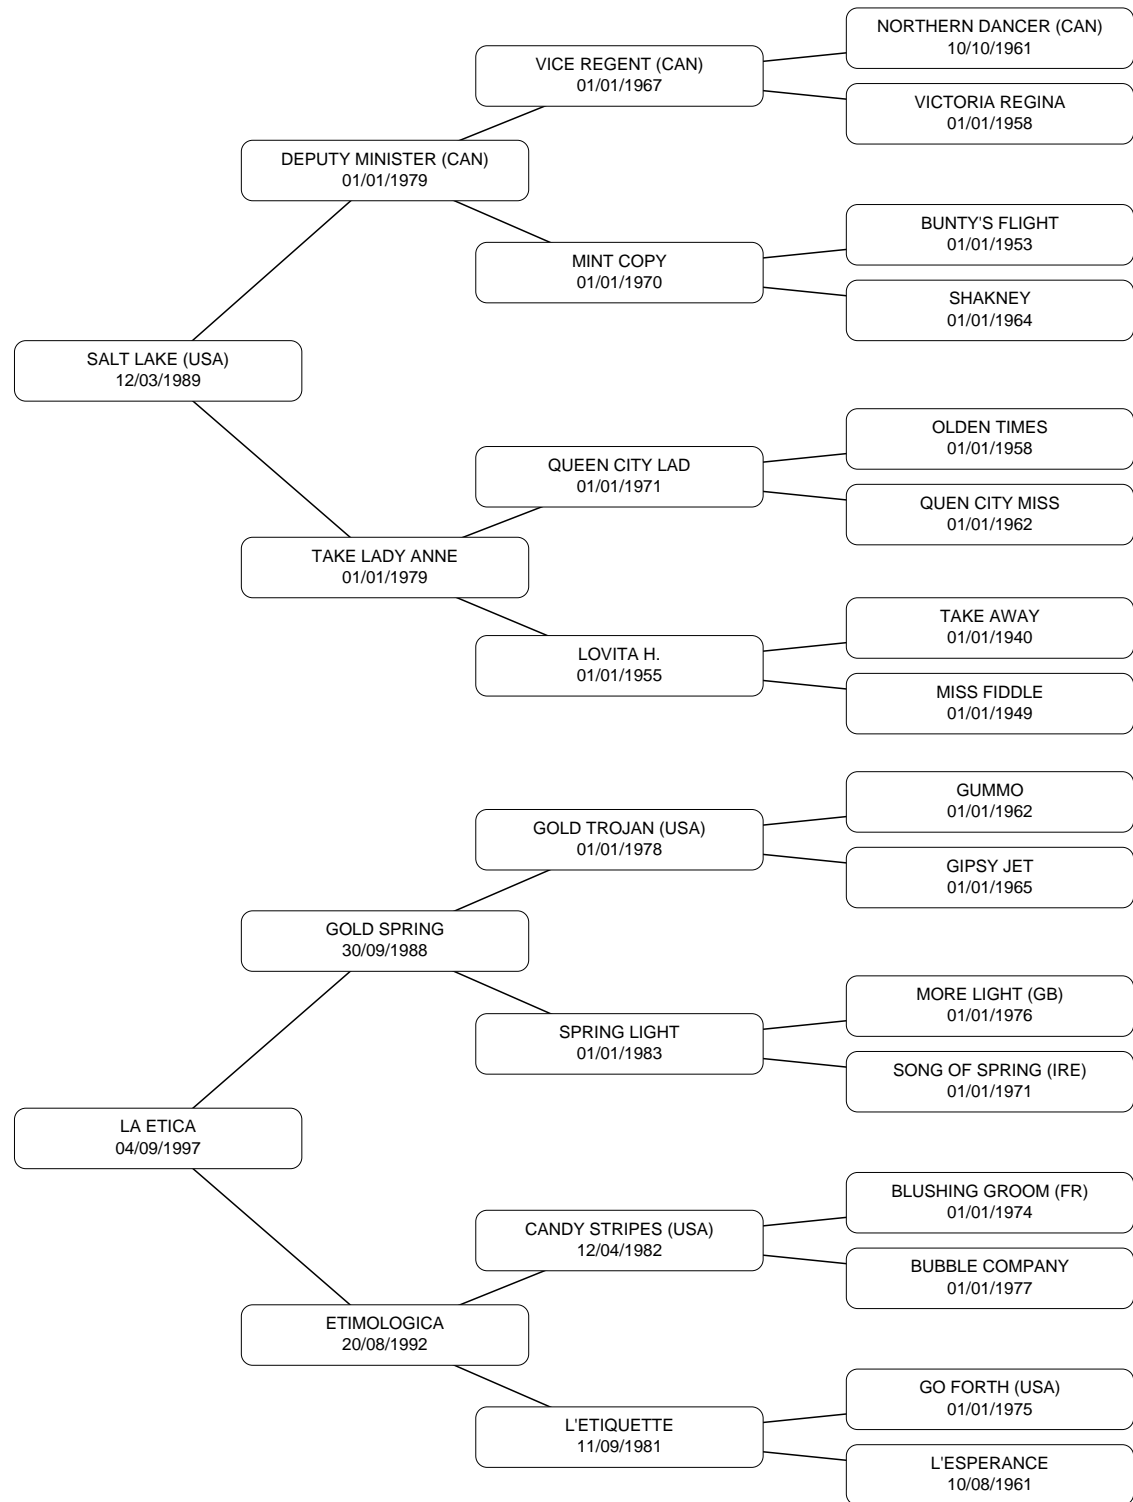 NORTHERN DANCER (CAN)
10/10/1961
VICE REGENT (CAN)
01/01/1967
VICTORIA REGINA
01/01/1958
DEPUTY MINISTER (CAN)
01/01/1979
BUNTY'S FLIGHT
01/01/1953
MINT COPY
01/01/1970
SHAKNEY
01/01/1964
SALT LAKE (USA)
12/03/1989
OLDEN TIMES
01/01/1958
QUEEN CITY LAD
01/01/1971
QUEN CITY MISS
01/01/1962
TAKE LADY ANNE
01/01/1979
TAKE AWAY
01/01/1940
LOVITA H.
01/01/1955
MISS FIDDLE
01/01/1949
GUMMO
01/01/1962
GOLD TROJAN (USA)
01/01/1978
GIPSY JET
01/01/1965
GOLD SPRING
30/09/1988
MORE LIGHT (GB)
01/01/1976
SPRING LIGHT
01/01/1983
SONG OF SPRING (IRE)
01/01/1971
LA ETICA
04/09/1997
BLUSHING GROOM (FR)
01/01/1974
CANDY STRIPES (USA)
12/04/1982
BUBBLE COMPANY
01/01/1977
ETIMOLOGICA
20/08/1992
GO FORTH (USA)
01/01/1975
L'ETIQUETTE
11/09/1981
L'ESPERANCE
10/08/1961